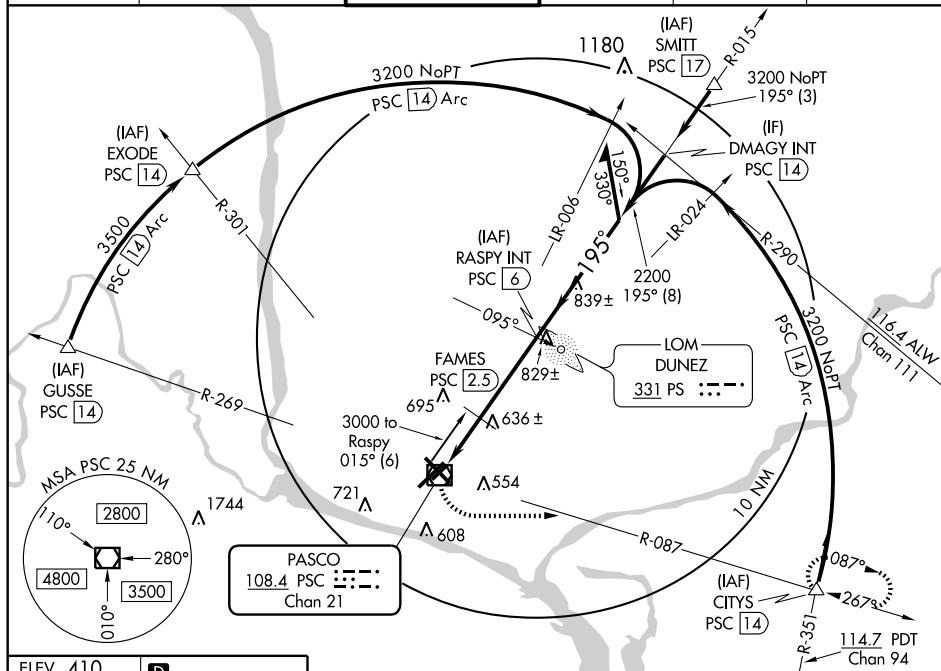 (IAF)
SMITT
PSC 17
R-015
1180
3200 NoPT
PSC 14 Arc
3200 NoPT
195° (3)
(IAF)
EXODE
PSC 14
(IF)
DMAGY INT
PSC 14
150°
330°
LR-006
LR-024
R-301
3500
PSC 14 Arc
(IAF)
RASPY INT
PSC 6
195°
2200
195° (8)
R-290
839±
095°
116.4 ALW
Chan 111
3200 NoPT
PSC 14 Arc
(IAF)
GUSSE
PSC 14
R-269
FAMES
PSC 2.5
829±
LOM
DUNEZ
331 PS
695
636 ±
3000 to
Raspy
015° (6)
MSA PSC 25 NM
110°
2800
280°
4800
3500
010°
1744
721
554
608
10 NM
R-087
PASCO
108.4 PSC
Chan 21
(IAF)
CITYS
PSC 14
087°
267°
R-351
114.7 PDT
Chan 94
ELEV 410
D